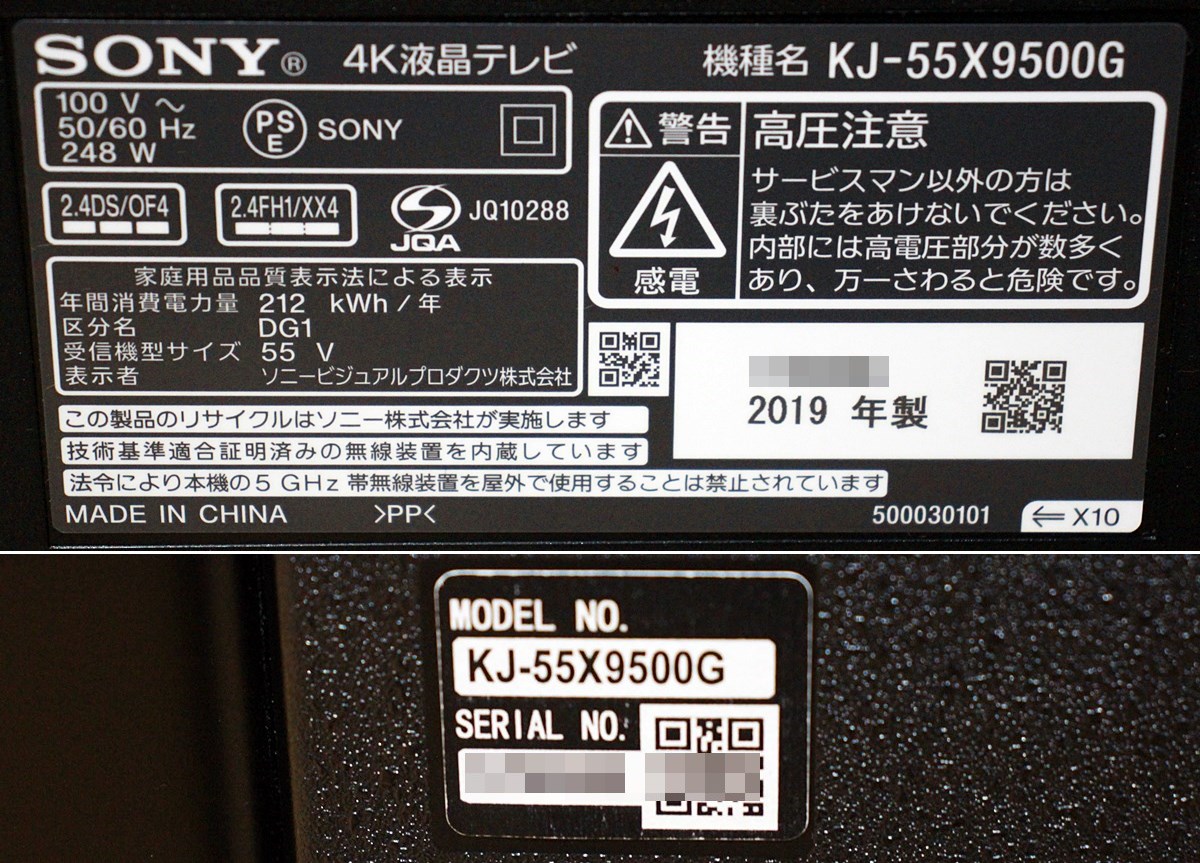 SONY® 4K液晶テレビ 機種名 KJ-55X9500G
100 V ～
50/60 Hz
248 W
PS
E
SONY
2.4DS/OF4
2.4FH1/XX4
JQA
JQ10288
警告
高圧注意
感電
サービスマン以外の方は
裏ぶたをあけないでください。
内部には高電圧部分が数多く
あり、万一さわると危険です。
家庭用品品質表示法による表示
年間消費電力量 212 kWh / 年
区分名 DG1
受信機型サイズ 55 V
表示者 ソニービジュアルプロダクツ株式会社
2019 年製
この製品のリサイクルはソニー株式会社が実施します
技術基準適合証明済みの無線装置を内蔵しています
法令により本機の5 GHz 帯無線装置を屋外で使用することは禁止されています
MADE IN CHINA >PP< 500030101 ⇐ X10
MODEL NO.
KJ-55X9500G
SERIAL NO.